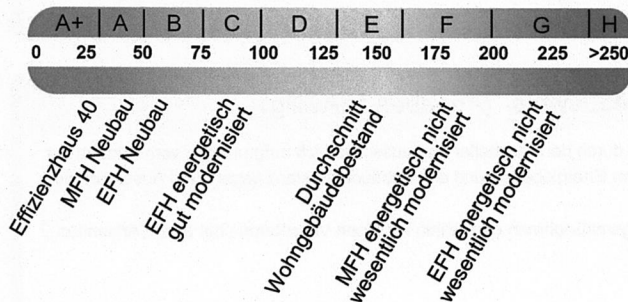 A+ A B C D E F G H
0 25 50 75 100 125 150 175 200 225 >250
Effizienzhaus 40
MFH Neubau
EFH Neubau
EFH energetisch
gut modernisiert
Durchschnitt
Wohngebäudebestand
MFH energetisch nicht
wesentlich modernisiert
EFH energetisch nicht
wesentlich modernisiert